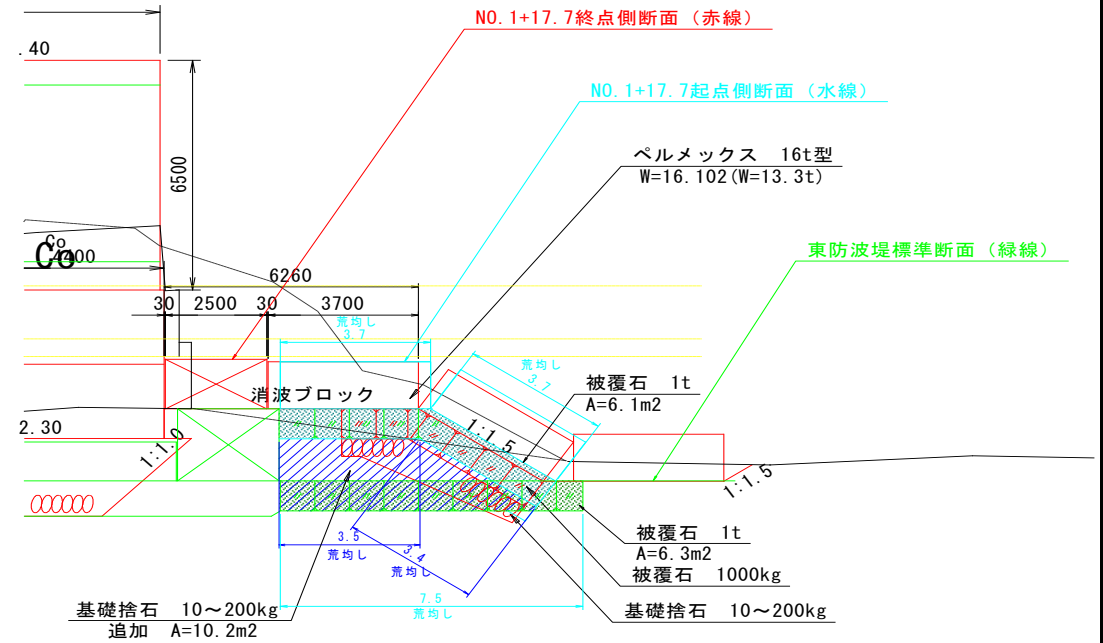 NO.1+17.7終点側断面（赤線）
.40
NO.1+17.7起点側断面（水線）
6500
ペルメックス 16t型
W=16.102(W=13.3t)
東防波堤標準断面（緑線）
Co
Co
4400
6260
30 2500 30 3700
荒均し
3.7
荒均し
3.7
被覆石 1t
A=6.1m2
消波ブロック
2.30
1:1.0
1:1.5
1:1.5
3.5
荒均し
3.4
荒均し
被覆石 1t
A=6.3m2
被覆石 1000kg
7.5
荒均し
基礎捨石 10～200kg
追加 A=10.2m2
基礎捨石 10～200kg